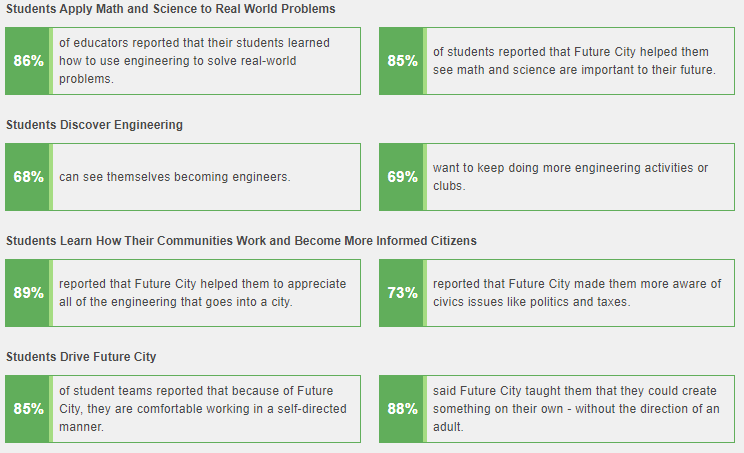 Students Apply Math and Science to Real World Problems
86%
of educators reported that their students learned
how to use engineering to solve real-world
problems.
85%
of students reported that Future City helped them
see math and science are important to their future.
Students Discover Engineering
68%
can see themselves becoming engineers.
69%
want to keep doing more engineering activities or
clubs.
Students Learn How Their Communities Work and Become More Informed Citizens
89%
reported that Future City helped them to appreciate
all of the engineering that goes into a city.
73%
reported that Future City made them more aware of
civics issues like politics and taxes.
Students Drive Future City
85%
of student teams reported that because of Future
City, they are comfortable working in a self-directed
manner.
88%
said Future City taught them that they could create
something on their own - without the direction of an
adult.